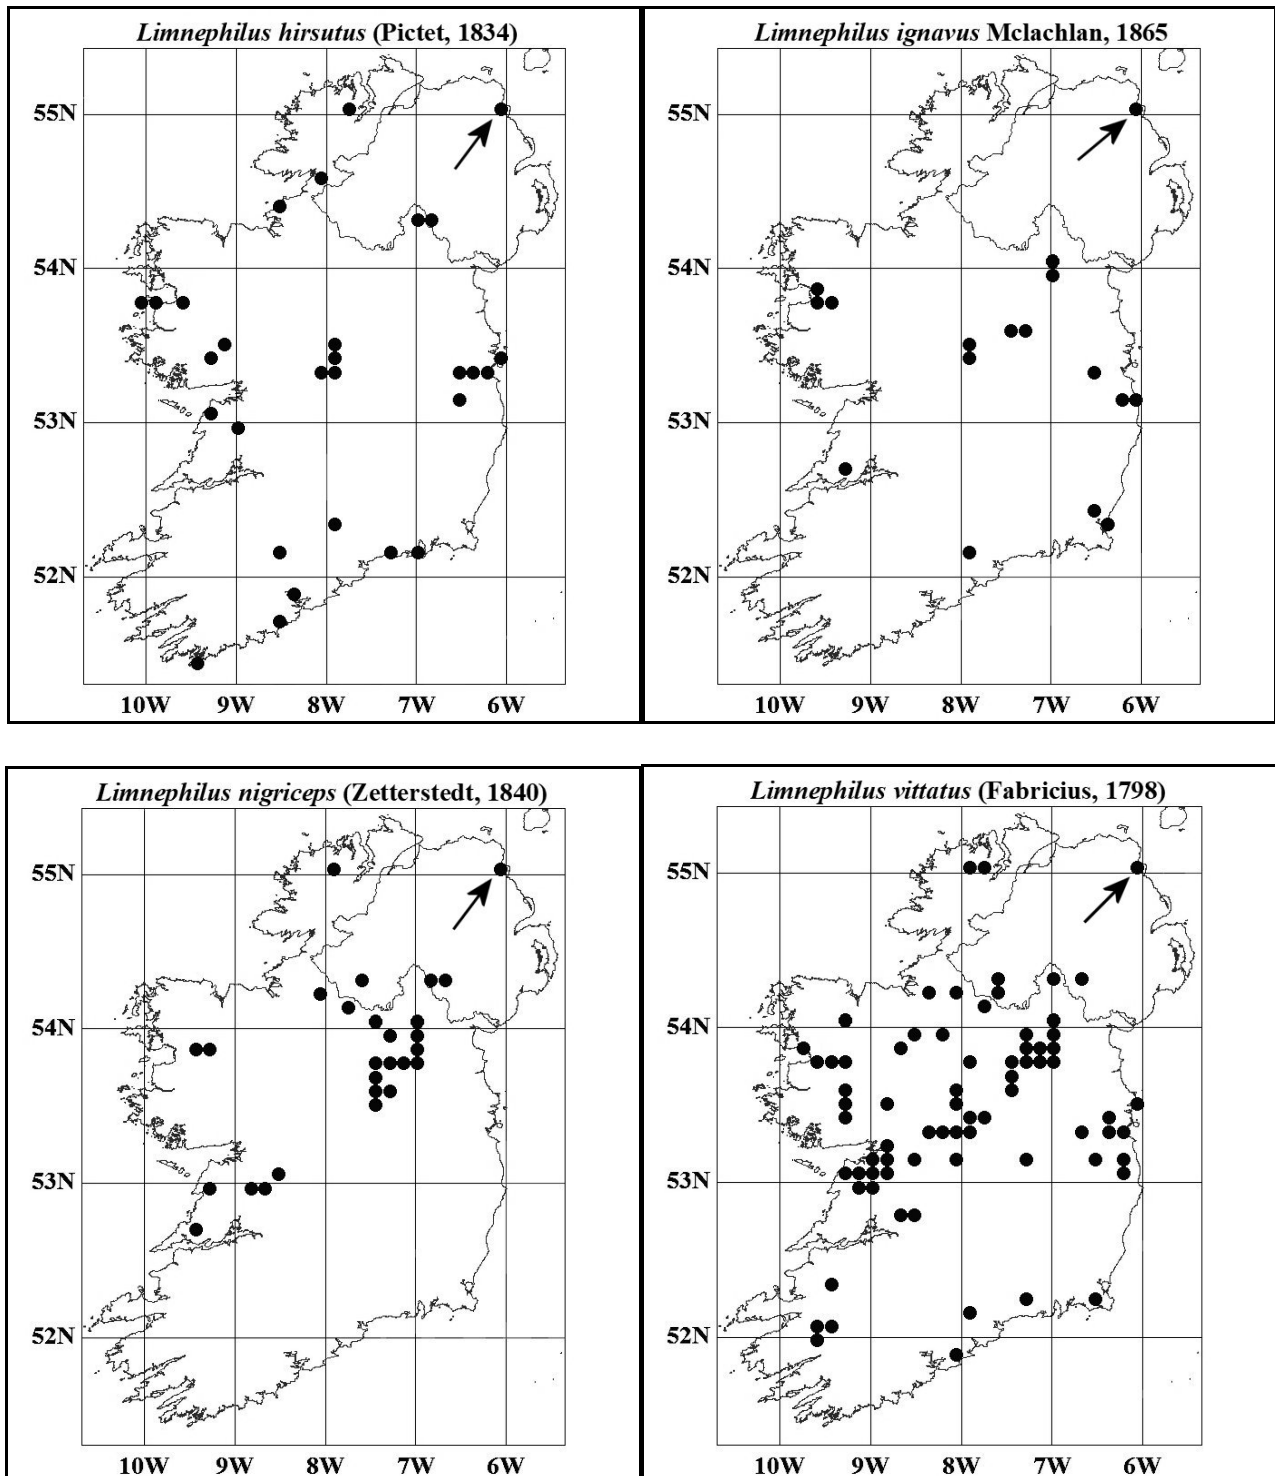 Limnephilus hirsutus (Pictet, 1834)
55N
54N
53N
52N
10W 9W 8W 7W 6W
Limnephilus ignavus Mclachlan, 1865
55N
54N
53N
52N
10W 9W 8W 7W 6W
Limnephilus nigriceps (Zetterstedt, 1840)
55N
54N
53N
52N
10W 9W 8W 7W 6W
Limnephilus vittatus (Fabricius, 1798)
55N
54N
53N
52N
10W 9W 8W 7W 6W